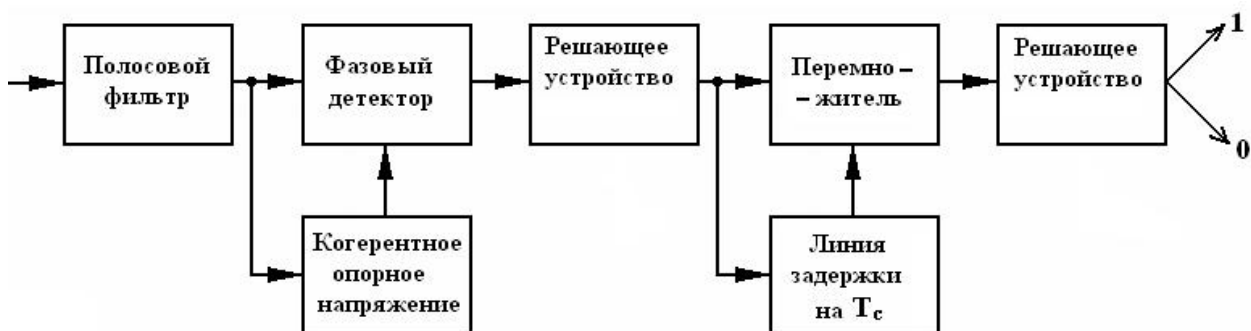 Полосовой
фильтр
Фазовый
детектор
Решающее
устройство
Перемно –
– житель
Решающее
устройство
1
0
Когерентное
опорное
напряжение
Линия
задержки
на Tc